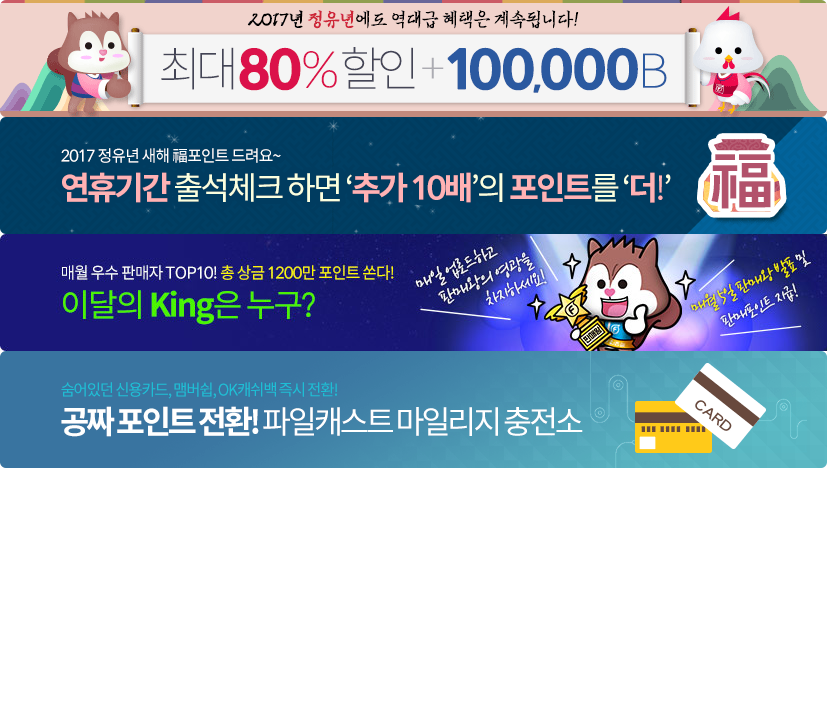 2017년 정유년에도 역대급 혜택은 계속됩니다!
최대80%할인+100,000B
2017 정유년 새해 福포인트 드려요~
연휴기간 출석체크 하면 ‘추가 10배’의 포인트를 ‘더!’
福
매월 우수 판매자 TOP10! 총 상금 1200만 포인트 쏜다!
이달의 King은 누구?
매일 업로드하고
판매왕의 영광을
차지하세요!
매월 5일 판매왕 발표 및
판매포인트 지급!
숨어있던 신용카드, 맴버쉽, OK캐쉬백 즉시 전환!
공짜 포인트 전환! 파일캐스트 마일리지 충전소
CARD